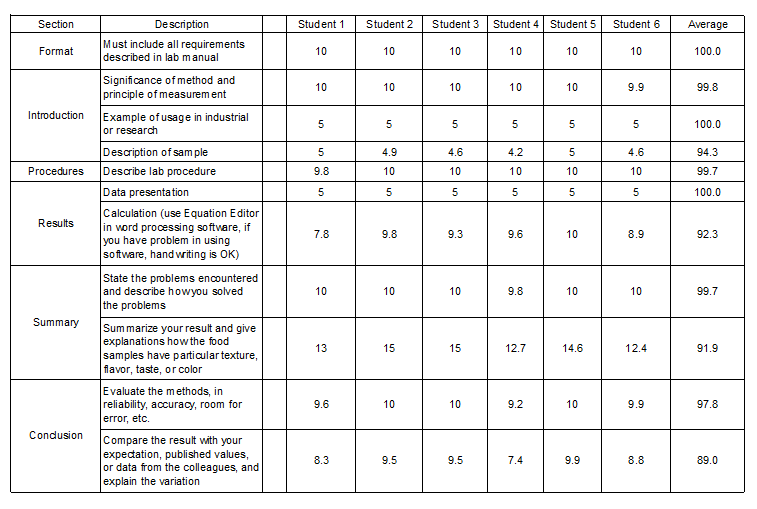 Section Description Student 1 Student 2 Student 3 Student 4 Student 5 Student 6 Average
Format Must include all requirements
described in lab manual 10 10 10 10 10 10 100.0
Introduction Significance of method and
principle of measurement 10 10 10 10 10 9.9 99.8
Example of usage in industrial
or research 5 5 5 5 5 5 100.0
Description of sample 5 4.9 4.6 4.2 5 4.6 94.3
Procedures Describe lab procedure 9.8 10 10 10 10 10 99.7
Results Data presentation 5 5 5 5 5 5 100.0
Calculation (use Equation Editor
in word processing software, if
you have problem in using
software, handwriting is OK) 7.8 9.8 9.3 9.6 10 8.9 92.3
Summary State the problems encountered
and describe how you solved
the problems 10 10 10 9.8 10 10 99.7
Summarize your result and give
explanations how the food
samples have particular texture,
flavor, taste, or color 13 15 15 12.7 14.6 12.4 91.9
Conclusion Evaluate the methods, in
reliability, accuracy, room for
error, etc. 9.6 10 10 9.2 10 9.9 97.8
Compare the result with your
expectation, published values,
or data from the colleagues, and
explain the variation 8.3 9.5 9.5 7.4 9.9 8.8 89.0